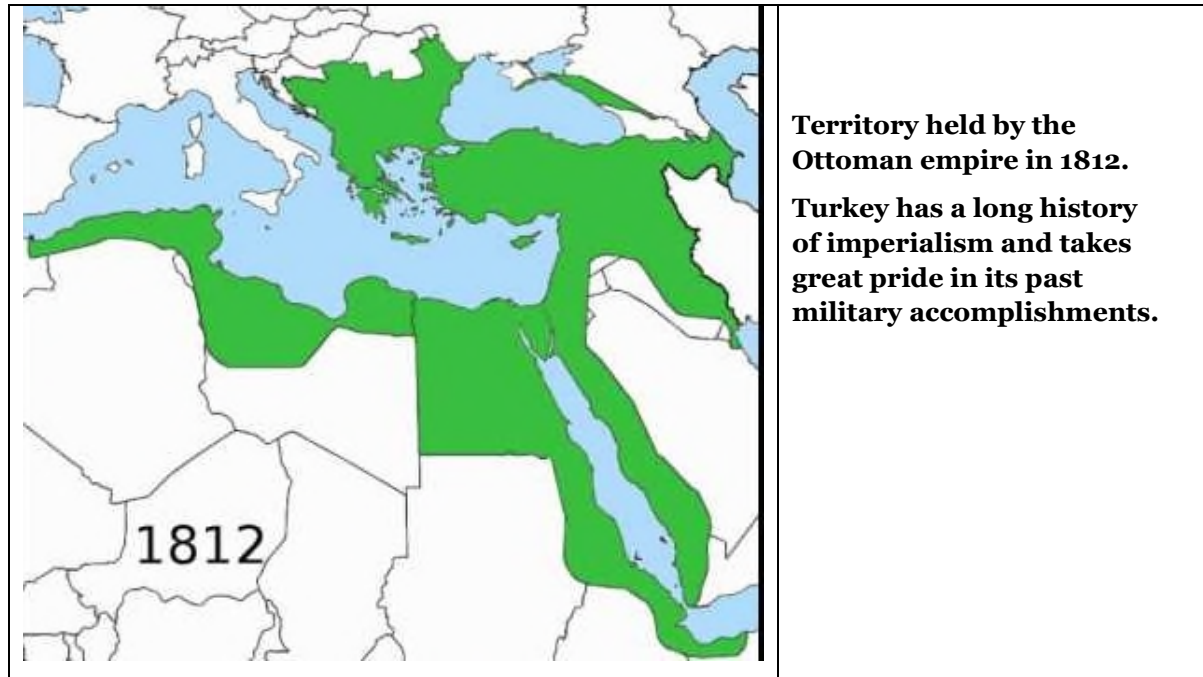 Territory held by the
Ottoman empire in 1812.
Turkey has a long history
of imperialism and takes
great pride in its past
military accomplishments.
1812